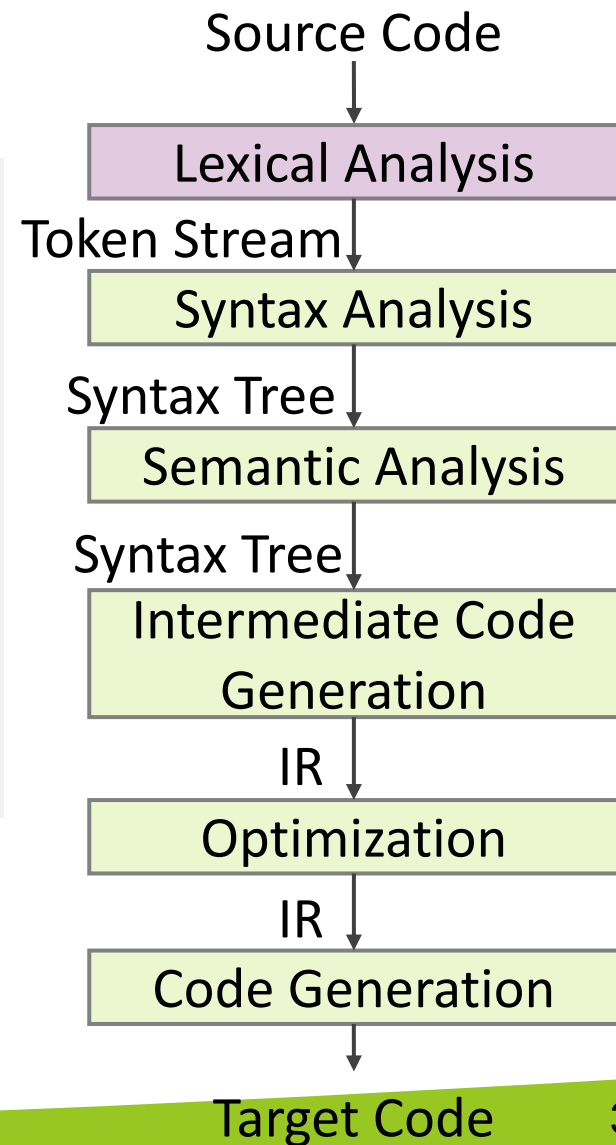 Source Code
Lexical Analysis
Token Stream
Syntax Analysis
Syntax Tree
Semantic Analysis
Syntax Tree
Intermediate Code
Generation
IR
Optimization
IR
Code Generation
Target Code